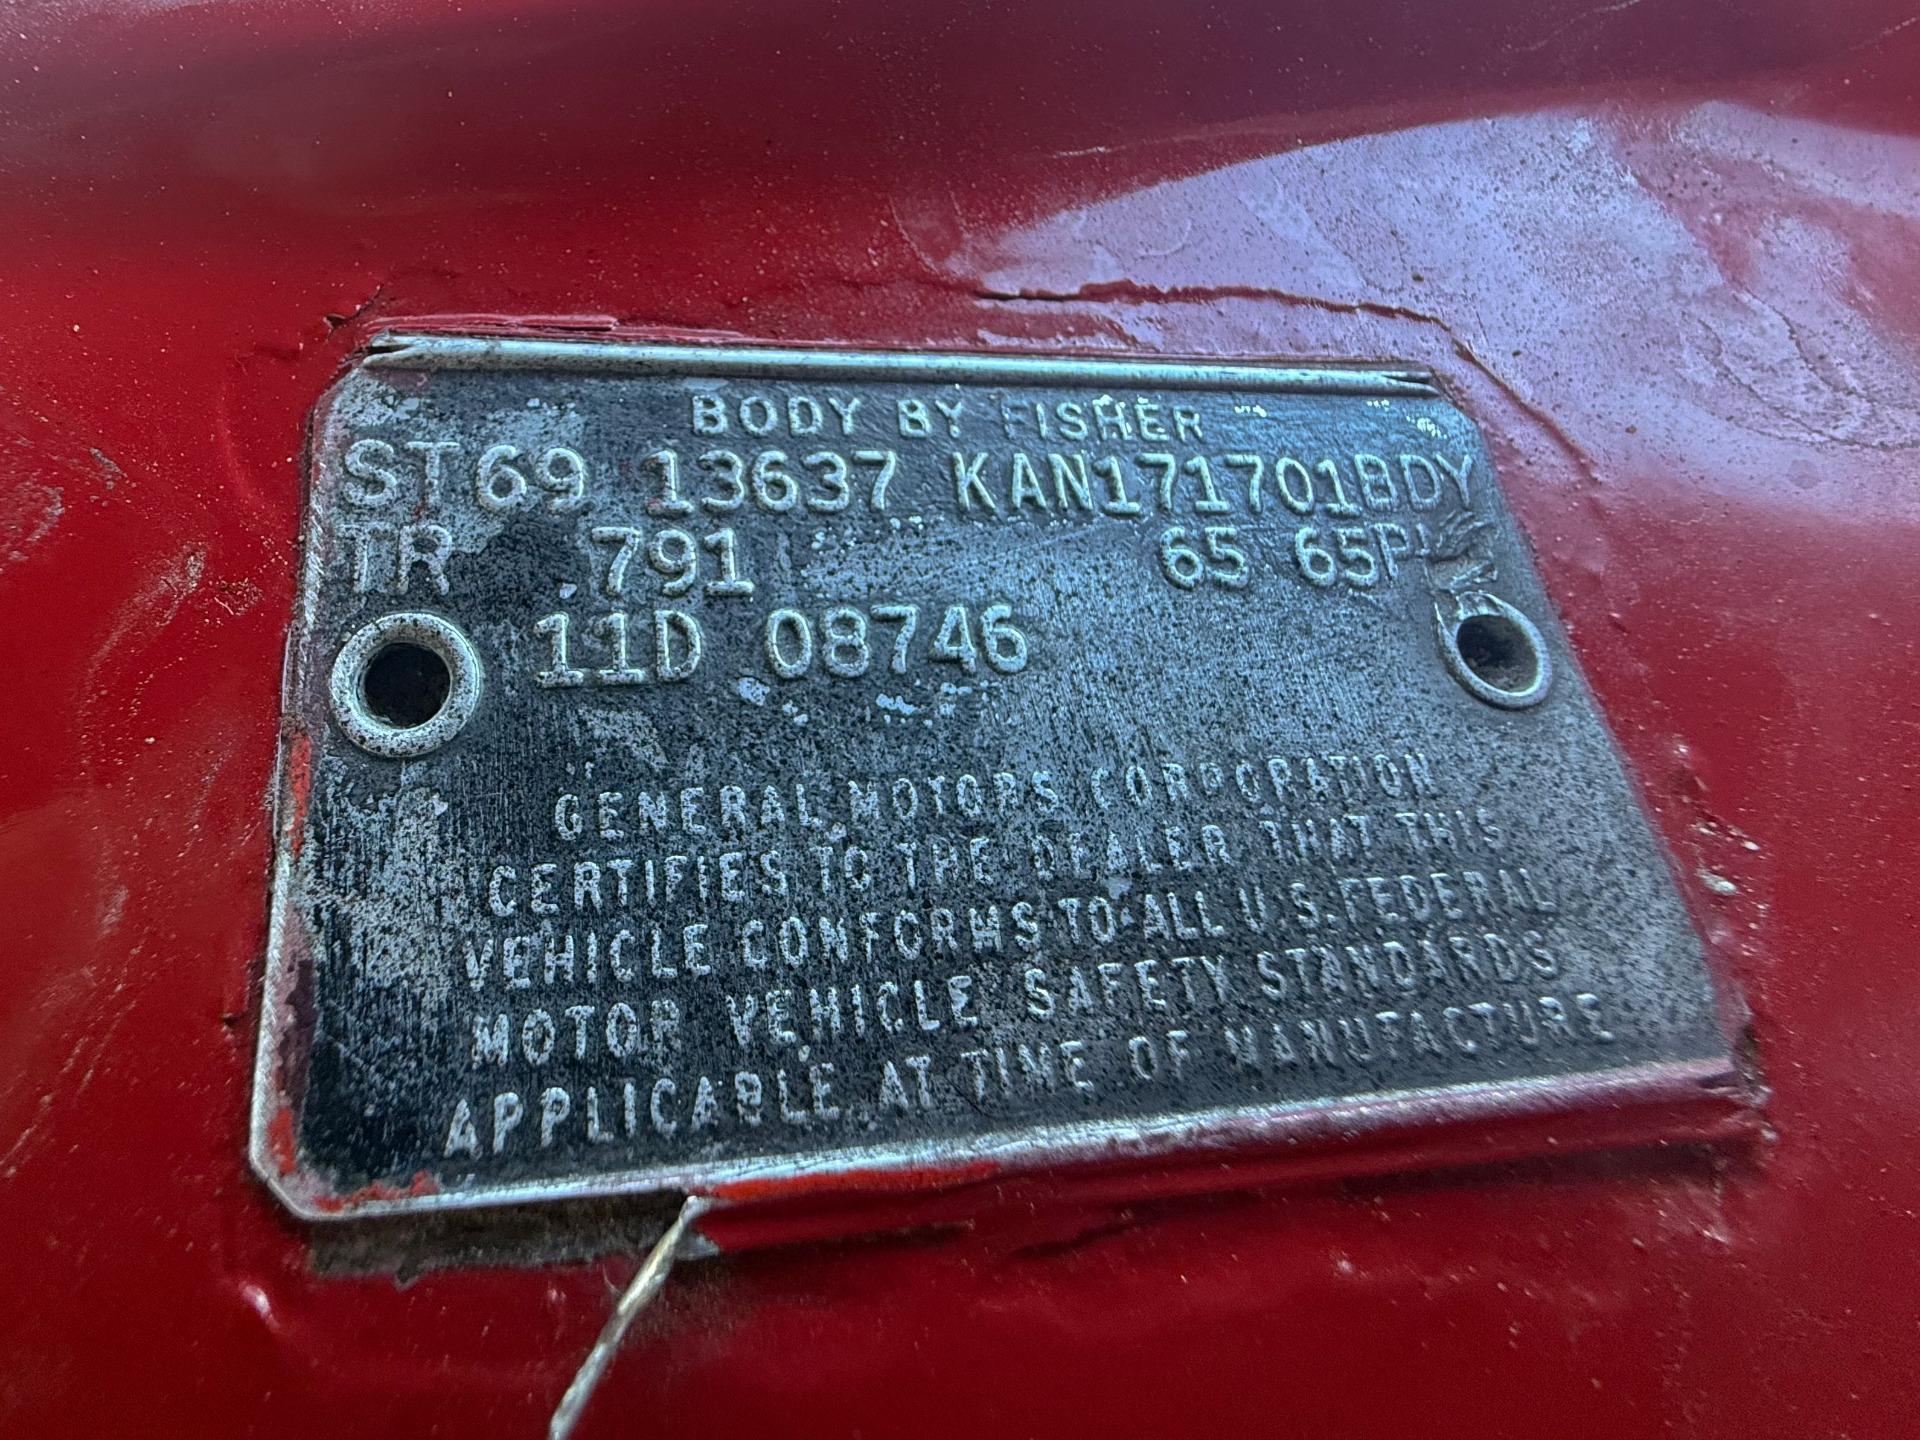 BODY BY FISHER
ST69 13637 KAN171701BDY
TR 791 65 65P
11D 08746
GENERAL MOTORS CORPORATION
CERTIFIES TO THE DEALER THAT THIS
VEHICLE CONFORMS TO ALL U.S. FEDERAL
MOTOR VEHICLE SAFETY STANDARDS
APPLICABLE AT TIME OF MANUFACTURE